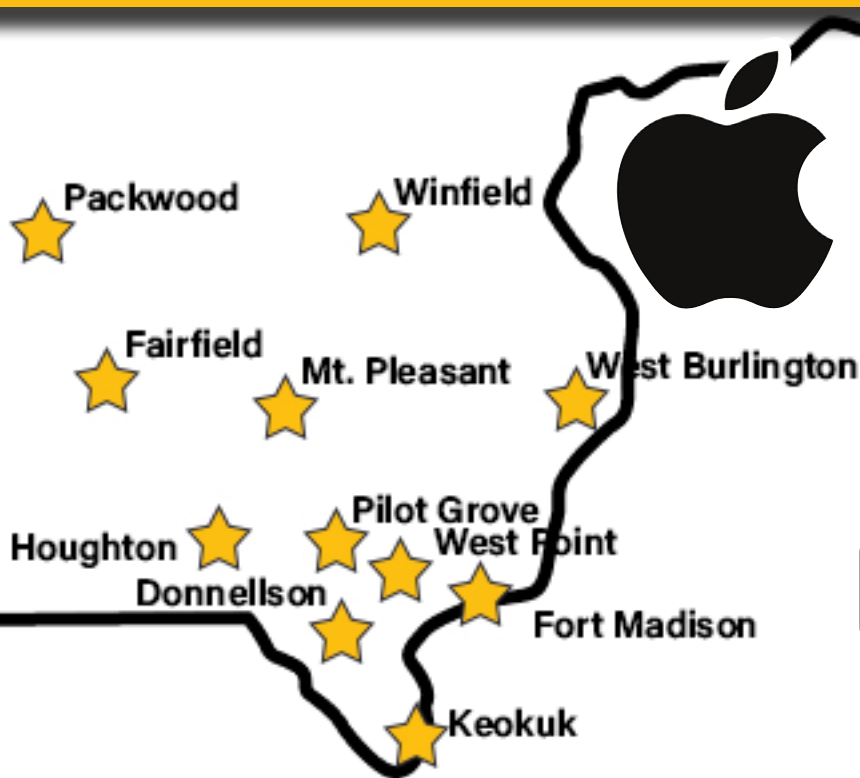 Packwood
Winfield
Fairfield
Mt. Pleasant
West Burlington
Pilot Grove
Houghton
West Point
Donnellson
Fort Madison
Keokuk